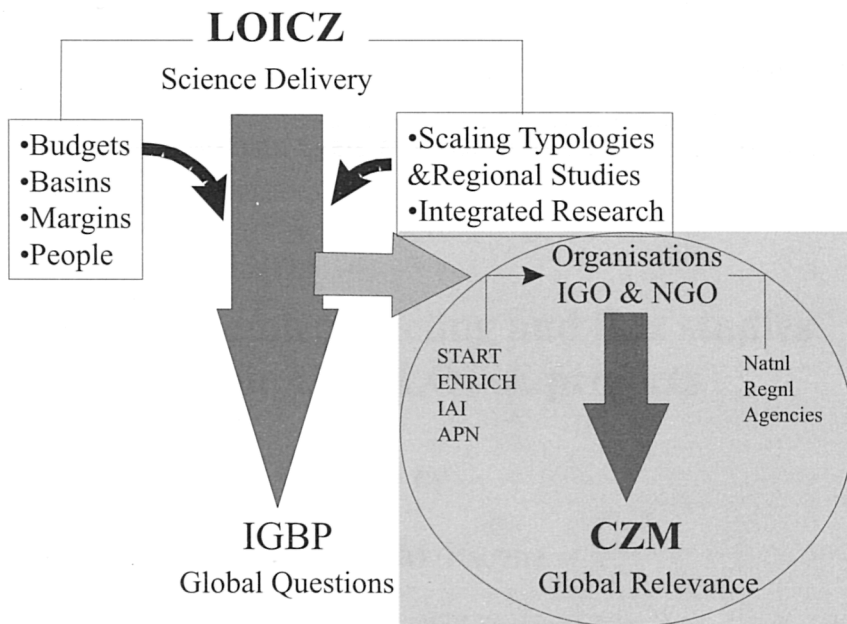 LOICZ
Science Delivery
•Budgets
•Basins
•Margins
•People
•Scaling Typologies
&Regional Studies
•Integrated Research
Organisations
IGO & NGO
START
ENRICH
IAI
APN
Natnl
Regnl
Agencies
IGBP
Global Questions
CZM
Global Relevance